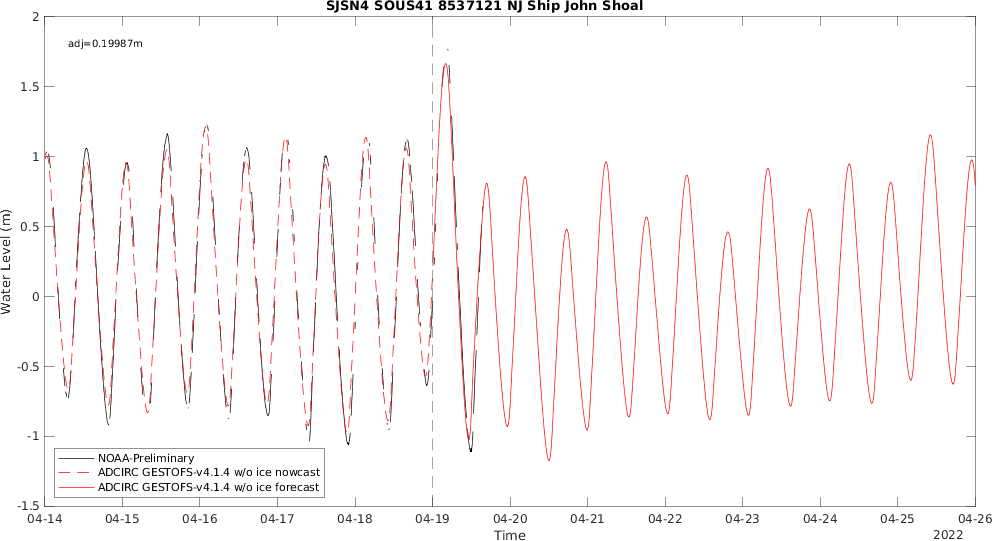 SJSN4 SOUS41 8537121 NJ Ship John Shoal
adj=0.19987m
2
1.5
1
0.5
0
-0.5
-1
-1.5
Water Level (m)
NOAA-Preliminary
ADCIRC GESTOFS-v4.1.4 w/o ice nowcast
ADCIRC GESTOFS-v4.1.4 w/o ice forecast
04-14 04-15 04-16 04-17 04-18 04-19 04-20 04-21 04-22 04-23 04-24 04-25 04-26
Time
2022